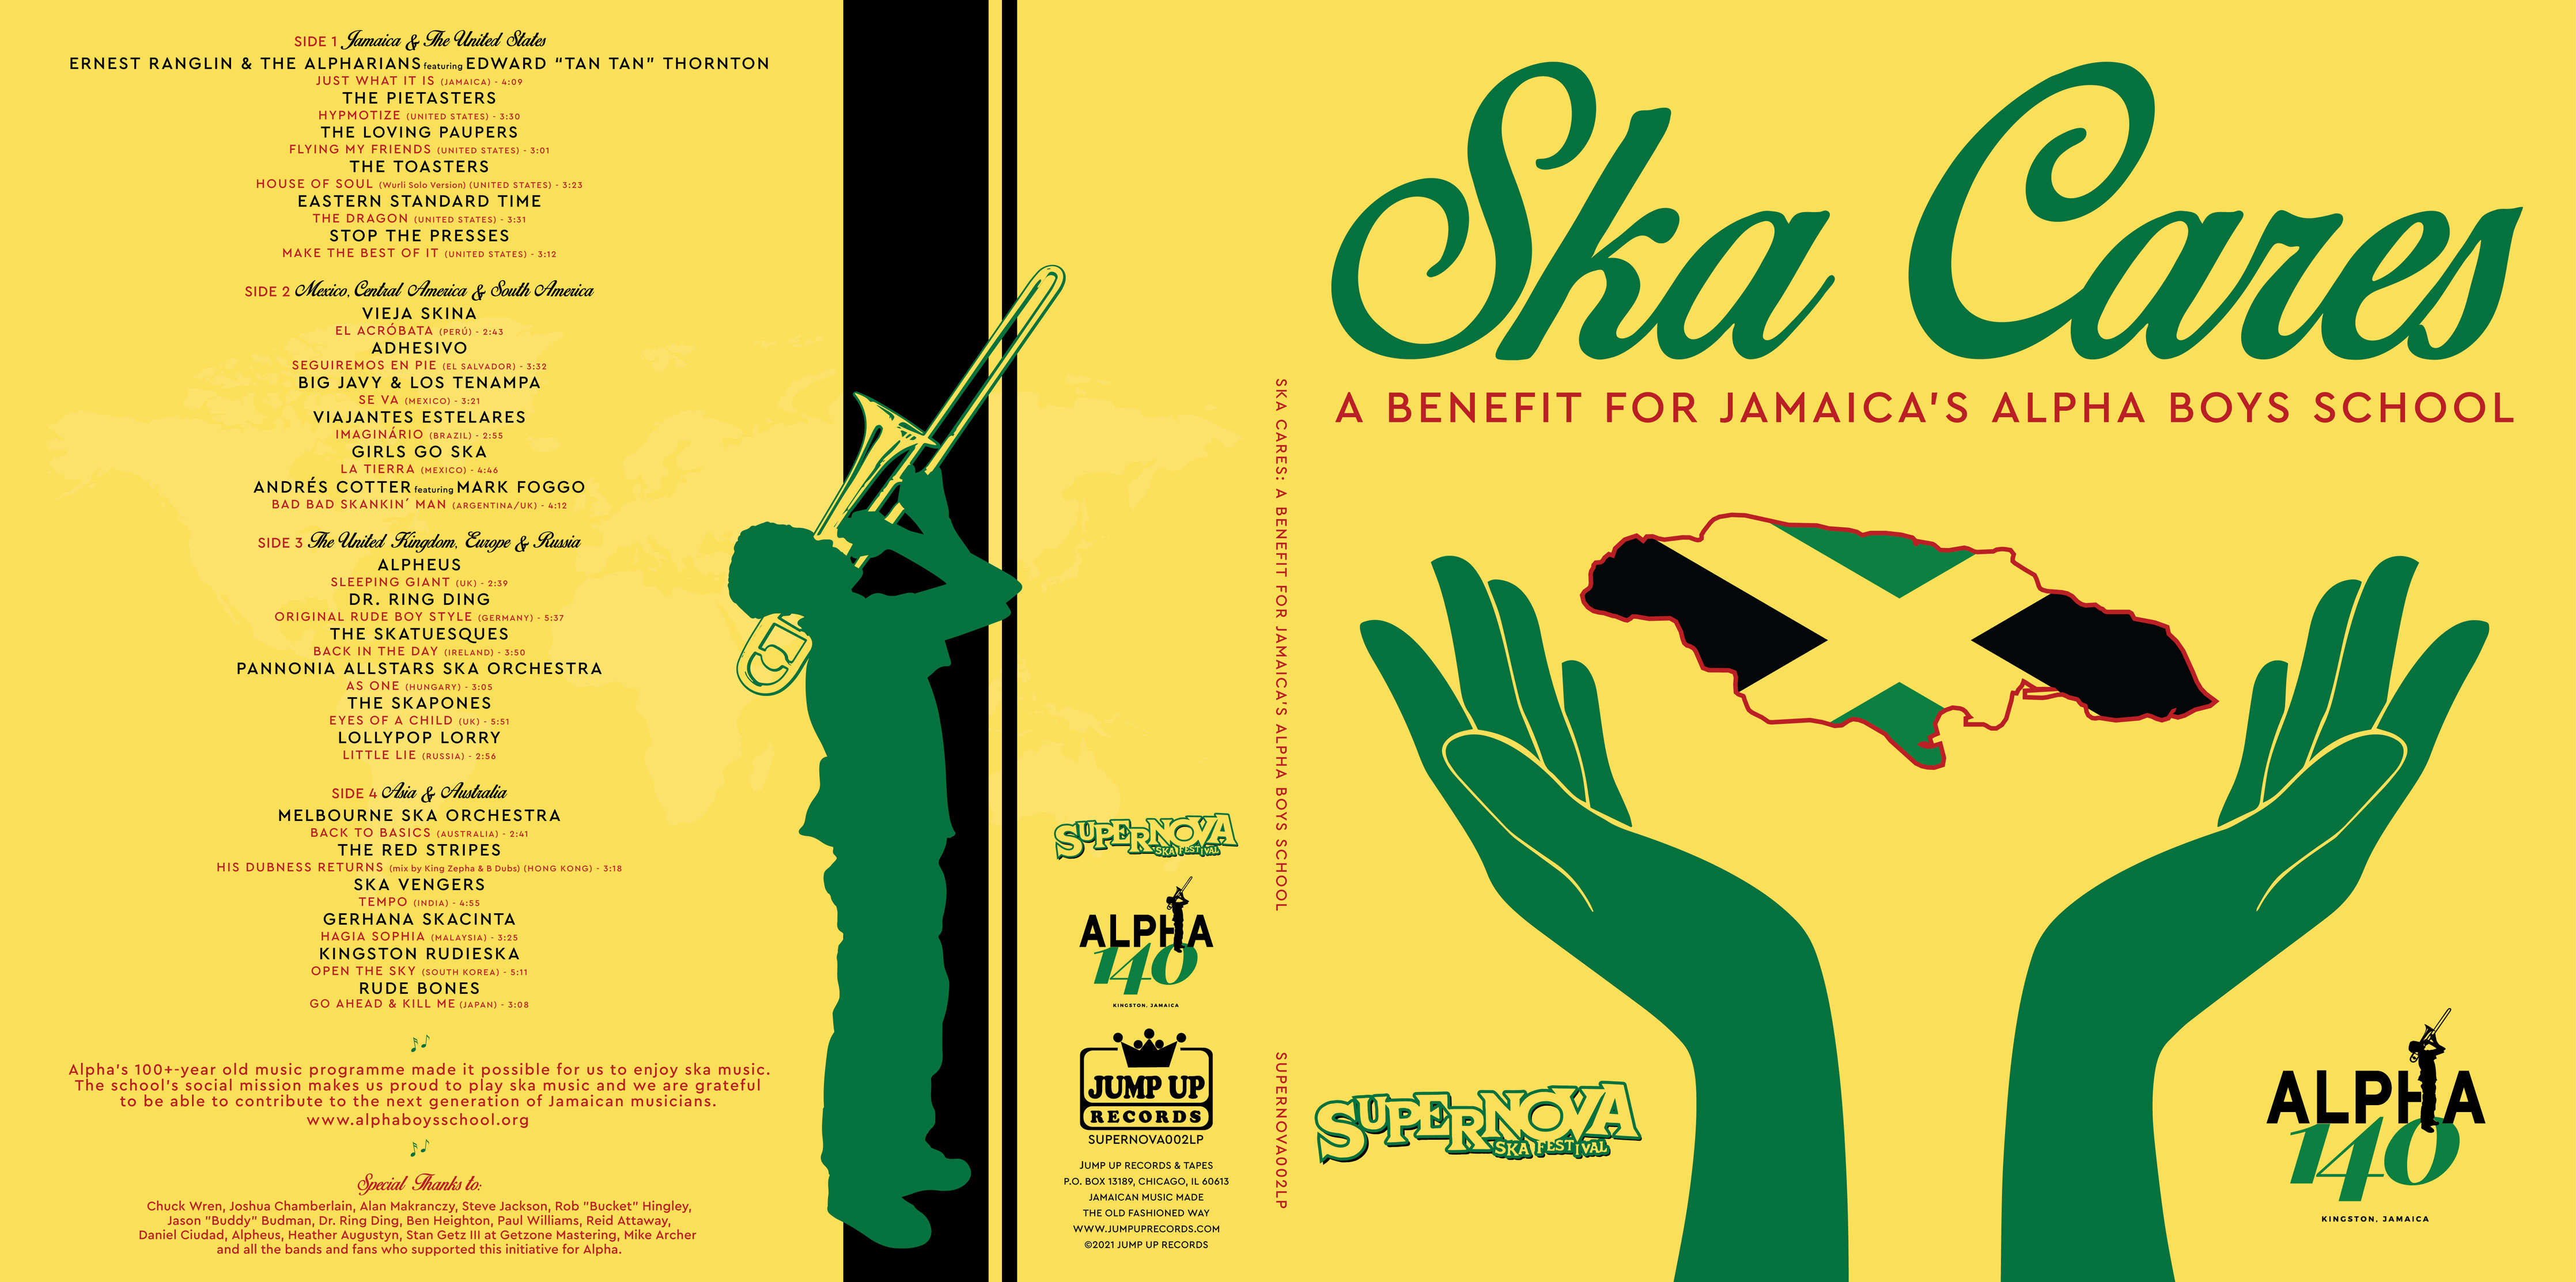 SIDE 1 Jamaica & The United States
ERNEST RANGLIN & THE ALPHARIANS featuring EDWARD “TAN TAN” THORNTON
JUST WHAT IT IS (JAMAICA) - 4:09
THE PIETASTERS
HYPMOTIZE (UNITED STATES) - 3:30
THE LOVING PAUPERS
FLYING MY FRIENDS (UNITED STATES) - 3:01
THE TOASTERS
HOUSE OF SOUL (Wurli Solo Version) (UNITED STATES) - 3:23
EASTERN STANDARD TIME
THE DRAGON (UNITED STATES) - 3:31
STOP THE PRESSES
MAKE THE BEST OF IT (UNITED STATES) - 3:12
SIDE 2 Mexico, Central America & South America
VIEJA SKINA
EL ACRÓBATA (PERÚ) - 2:43
ADHESIVO
SEGUIREMOS EN PIE (EL SALVADOR) - 3:32
BIG JAVY & LOS TENAMPA
SE VA (MEXICO) - 3:21
VIAJANTES ESTELARES
IMAGINÁRIO (BRAZIL) - 2:55
GIRLS GO SKA
LA TIERRA (MEXICO) - 4:46
ANDRÉS COTTER featuring MARK FOGGO
BAD BAD SKANKIN' MAN (ARGENTINA/UK) - 4:12
SIDE 3 The United Kingdom, Europe & Russia
ALPHEUS
SLEEPING GIANT (UK) - 2:39
DR. RING DING
ORIGINAL RUDE BOY STYLE (GERMANY) - 5:37
THE SKATUESQUES
BACK IN THE DAY (IRELAND) - 3:50
PANNONIA ALLSTARS SKA ORCHESTRA
AS ONE (HUNGARY) - 3:05
THE SKAPONES
EYES OF A CHILD (UK) - 5:51
LOLLYPOP LORRY
LITTLE LIE (RUSSIA) - 2:56
SIDE 4 Asia & Australia
MELBOURNE SKA ORCHESTRA
BACK TO BASICS (AUSTRALIA) - 2:41
THE RED STRIPES
HIS DUBNESS RETURNS (mix by King Zepha & B Dubs) (HONG KONG) - 3:18
SKA VENGERS
TEMPO (INDIA) - 4:55
GERHANA SKACINTA
HAGIA SOPHIA (MALAYSIA) - 3:25
KINGSTON RUDIESKA
OPEN THE SKY (SOUTH KOREA) - 5:11
RUDE BONES
GO AHEAD & KILL ME (JAPAN) - 3:08
Alpha's 100+-year old music programme made it possible for us to enjoy ska music.
The school's social mission makes us proud to play ska music and we are grateful
to be able to contribute to the next generation of Jamaican musicians.
www.alphaboysschool.org
Special Thanks to:
Chuck Wren, Joshua Chamberlain, Alan Makranczy, Steve Jackson, Rob "Bucket" Hingley,
Jason "Buddy" Budman, Dr. Ring Ding, Ben Heighton, Paul Williams, Reid Attaway,
Daniel Ciudad, Alpheus, Heather Augustyn, Stan Getz III at Getzone Mastering, Mike Archer
and all the bands and fans who supported this initiative for Alpha.
SUPERNOVA
SKA FESTIVAL
ALPHA
140
KINGSTON, JAMAICA
JUMP UP
RECORDS
SUPERNOVA002LP
JUMP UP RECORDS & TAPES
P.O. BOX 13189, CHICAGO, IL 60613
JAMAICAN MUSIC MADE
THE OLD FASHIONED WAY
WWW.JUMPUPRECORDS.COM
©2021 JUMP UP RECORDS
SKA CARES: A BENEFIT FOR JAMAICA'S ALPHA BOYS SCHOOL
SUPERNOVA002LP
Ska Cares
A BENEFIT FOR JAMAICA'S ALPHA BOYS SCHOOL
SUPERNOVA
SKA FESTIVAL
ALPHA
140
KINGSTON, JAMAICA